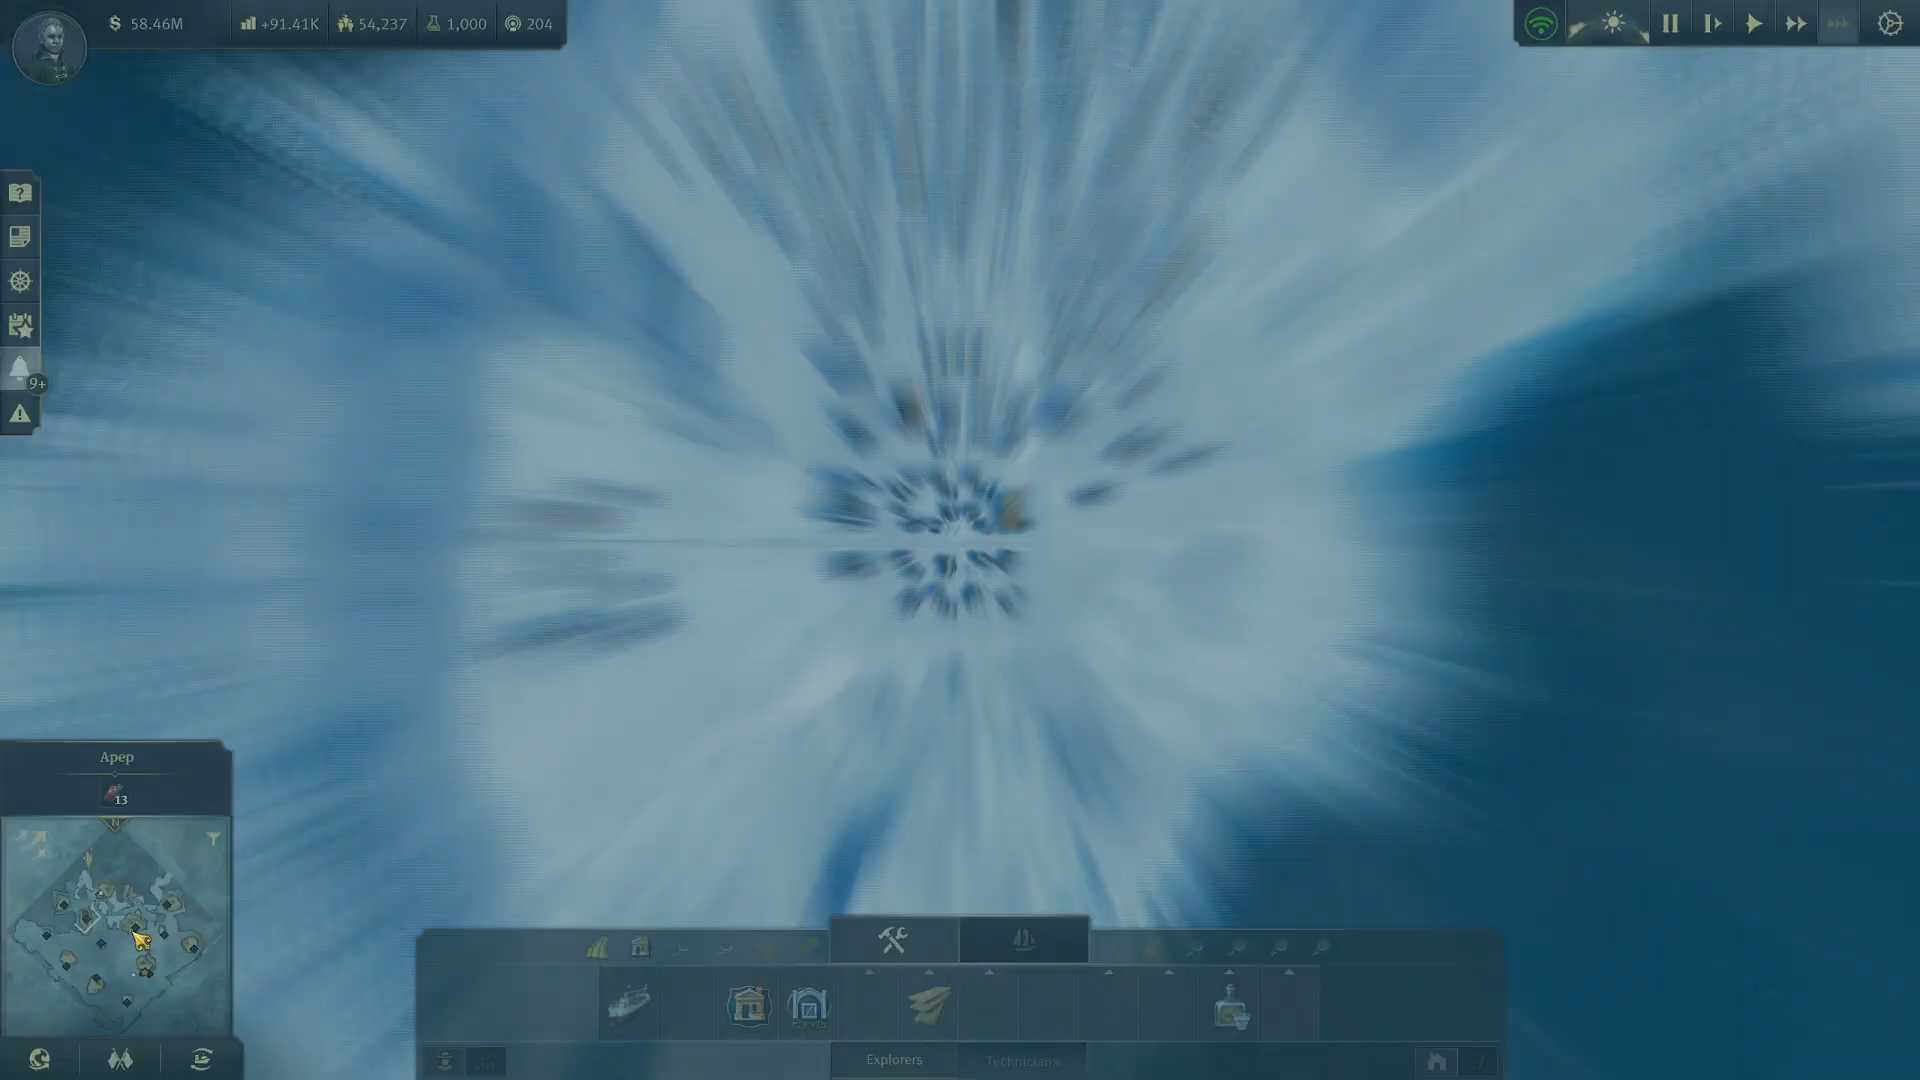 $ 58.46M
+91.41K
54,237
1,000
204
9+
Apep
13
N
Explorers
Technicians